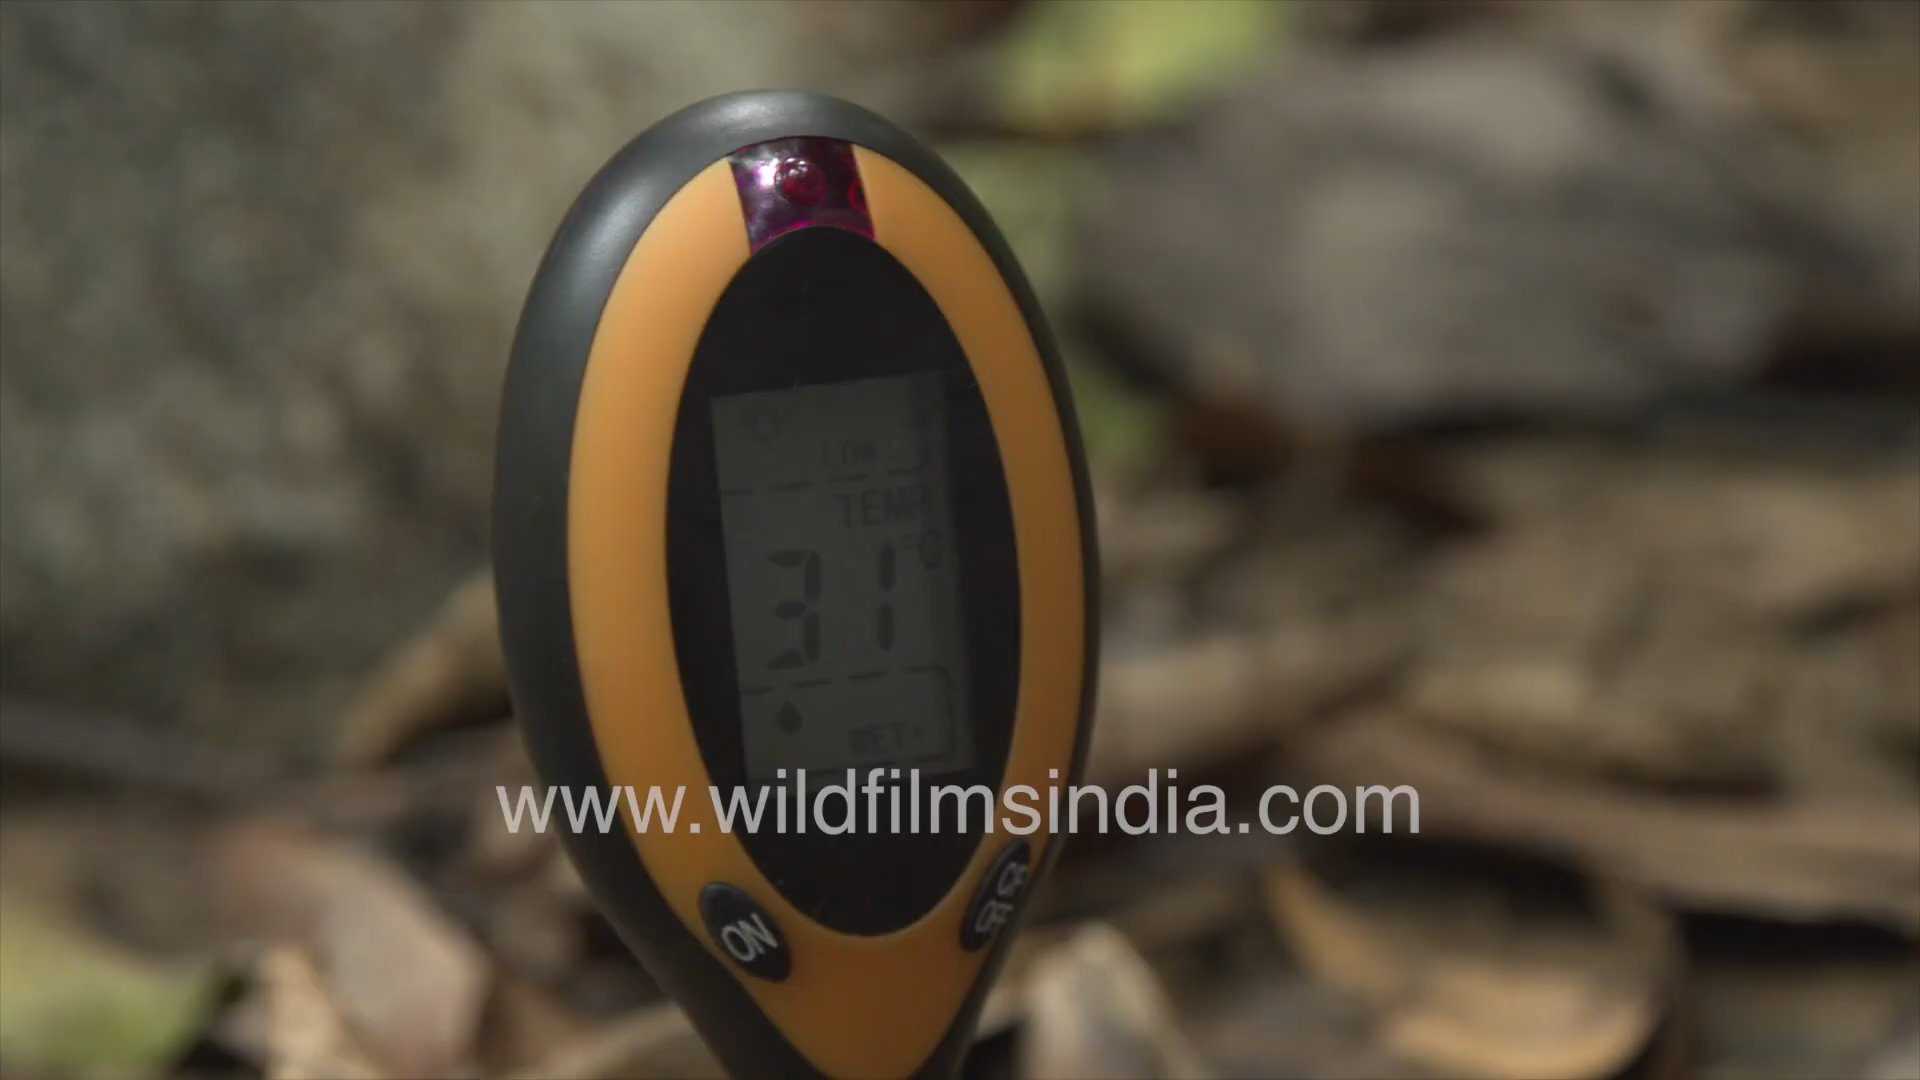 LOW -
TEMP
°C
31
WET+
www.wildfilmsindia.com
ON
°C/°F